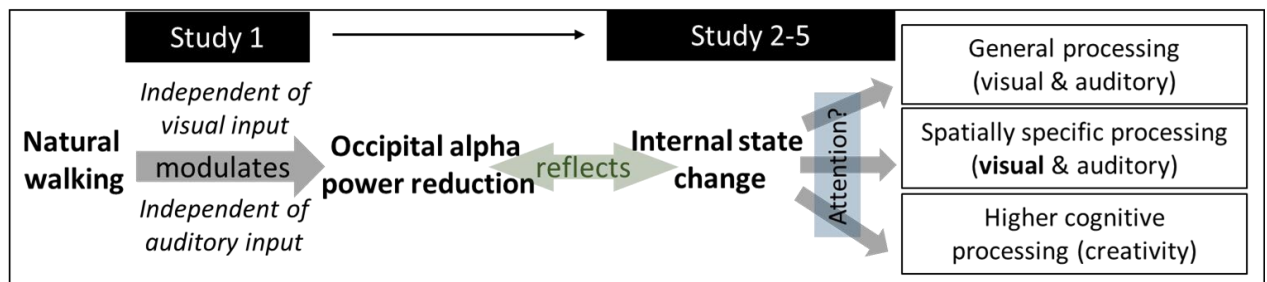 Study 1
Study 2-5
Independent of
visual input
Natural
walking
modulates
Independent of
auditory input
Occipital alpha
power reduction
reflects
Internal state
change
Attention?
General processing
(visual & auditory)
Spatially specific processing
(visual & auditory)
Higher cognitive
processing (creativity)